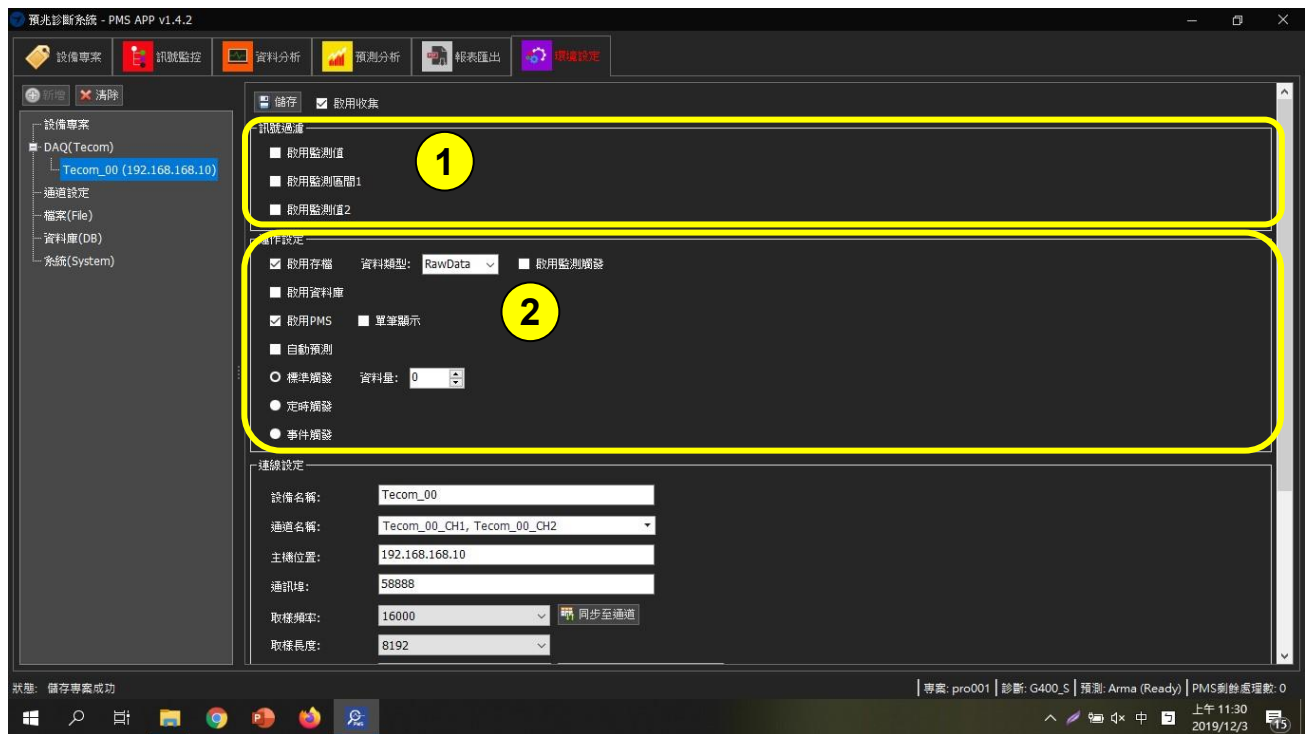 預兆診斷系統 - PMS APP v1.4.2
設備專案 訊號監控 資料分析 預測分析 報表匯出 環境設定
新增 清除
設備專案
DAQ(Tecom)
Tecom_00 (192.168.168.10)
通道設定
檔案(File)
資料庫(DB)
系統(System)
儲存 啟用收集
訊號過濾
啟用監測值
啟用監測區間1
啟用監測值2
1
運作設定
啟用存檔 資料類型: RawData 啟用監測觸發
啟用資料庫
啟用PMS 單筆顯示
2
自動預測
標準觸發 資料量: 0
定時觸發
事件觸發
連線設定
設備名稱: Tecom_00
通道名稱: Tecom_00_CH1, Tecom_00_CH2
主機位置: 192.168.168.10
通訊埠: 58888
取樣頻率: 16000 同步至通道
取樣長度: 8192
狀態: 儲存專案成功
專案: pro001 診斷: G400_S 預測: Arma (Ready) PMS剩餘處理數: 0
中
上午 11:30
2019/12/3
15